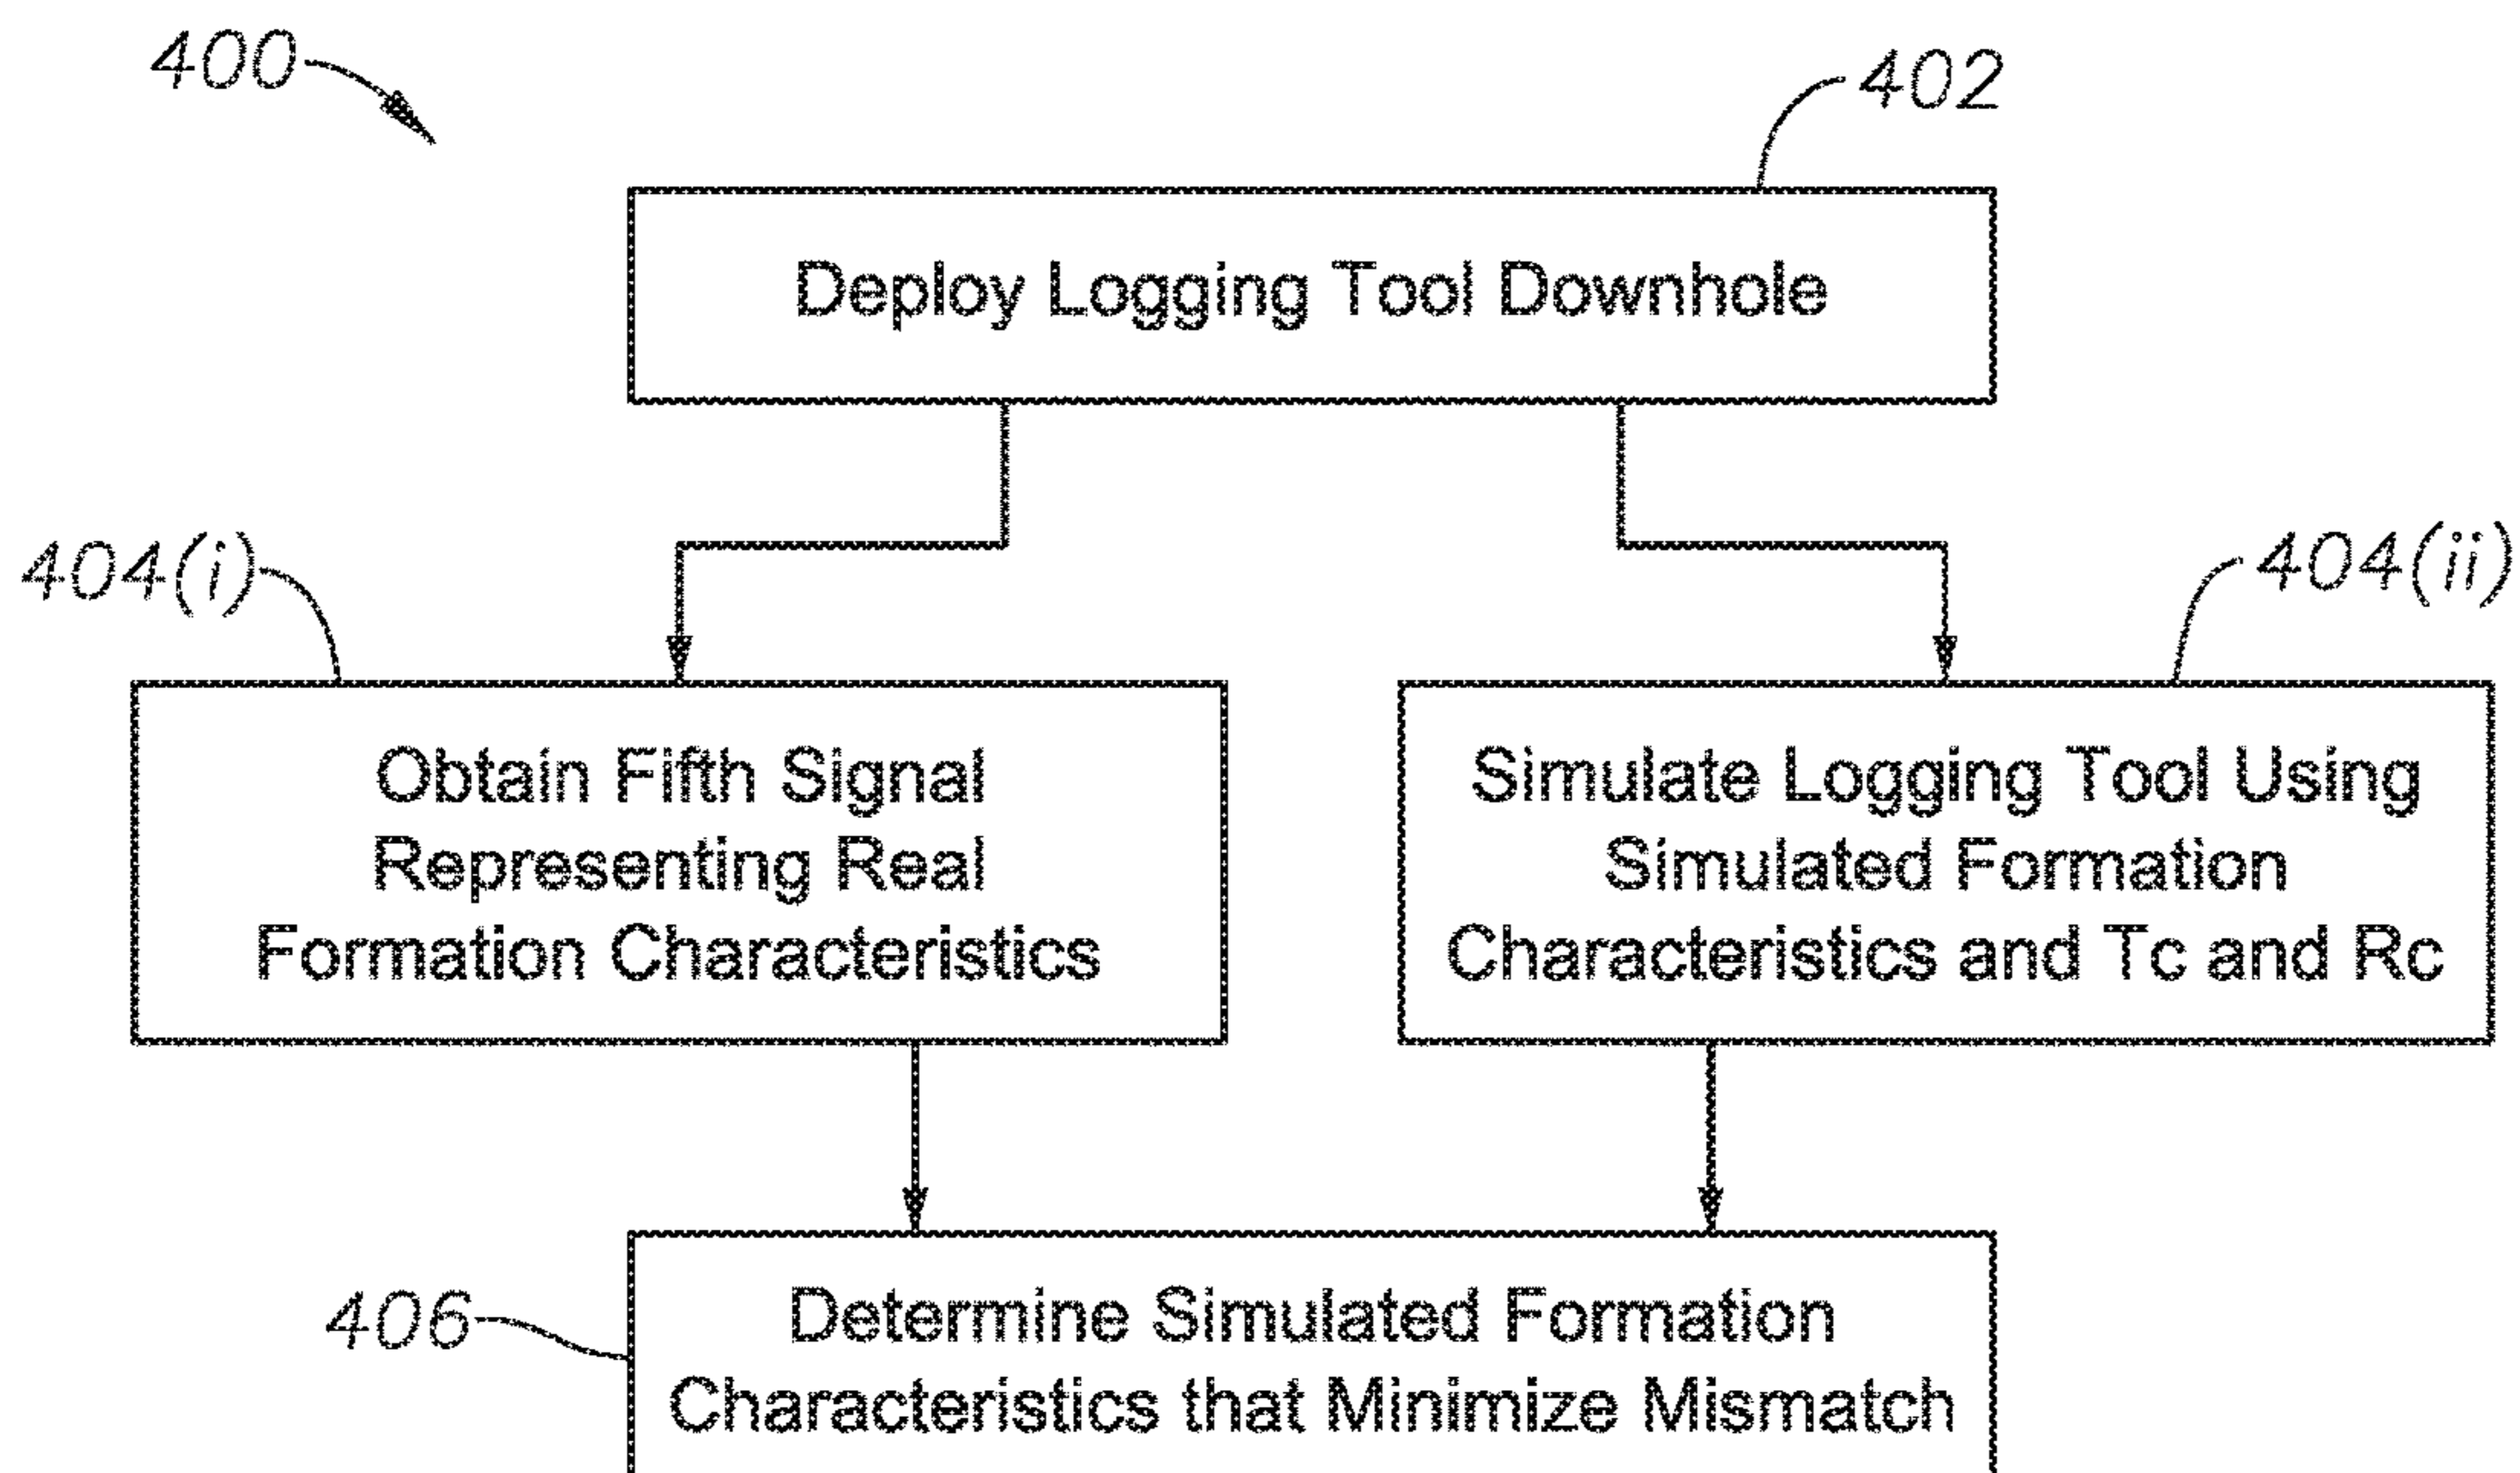 400
402
Deploy Logging Tool Downhole
404(i)
404(ii)
Obtain Fifth Signal
Representing Real
Formation Characteristics
Simulate Logging Tool Using
Simulated Formation
Characteristics and Tc and Rc
406
Determine Simulated Formation
Characteristics that Minimize Mismatch